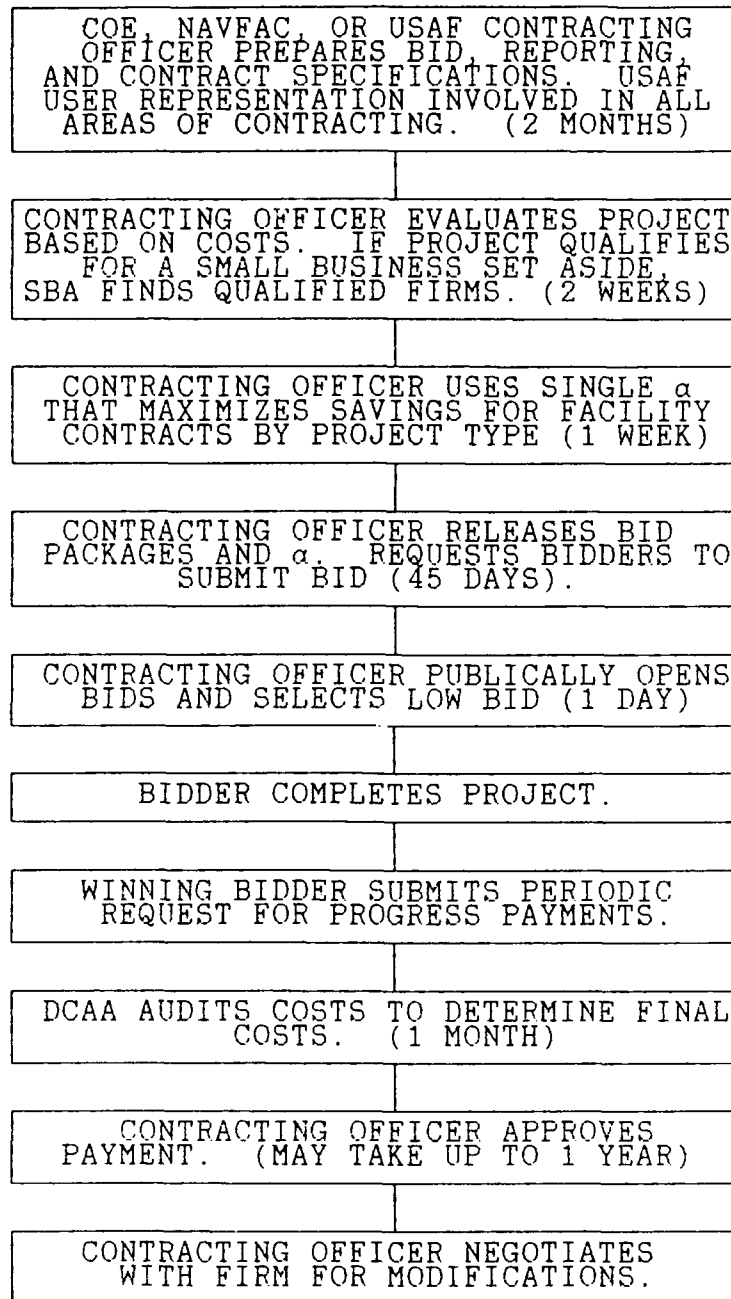 COE, NAVFAC, OR USAF CONTRACTING
OFFICER PREPARES BID, REPORTING,
AND CONTRACT SPECIFICATIONS. USAF
USER REPRESENTATION INVOLVED IN ALL
AREAS OF CONTRACTING. (2 MONTHS)
CONTRACTING OFFICER EVALUATES PROJECT
BASED ON COSTS. IF PROJECT QUALIFIES
FOR A SMALL BUSINESS SET ASIDE,
SBA FINDS QUALIFIED FIRMS. (2 WEEKS)
CONTRACTING OFFICER USES SINGLE α
THAT MAXIMIZES SAVINGS FOR FACILITY
CONTRACTS BY PROJECT TYPE (1 WEEK)
CONTRACTING OFFICER RELEASES BID
PACKAGES AND α. REQUESTS BIDDERS TO
SUBMIT BID (45 DAYS).
CONTRACTING OFFICER PUBLICALLY OPENS
BIDS AND SELECTS LOW BID (1 DAY)
BIDDER COMPLETES PROJECT.
WINNING BIDDER SUBMITS PERIODIC
REQUEST FOR PROGRESS PAYMENTS.
DCAA AUDITS COSTS TO DETERMINE FINAL
COSTS. (1 MONTH)
CONTRACTING OFFICER APPROVES
PAYMENT. (MAY TAKE UP TO 1 YEAR)
CONTRACTING OFFICER NEGOTIATES
WITH FIRM FOR MODIFICATIONS.